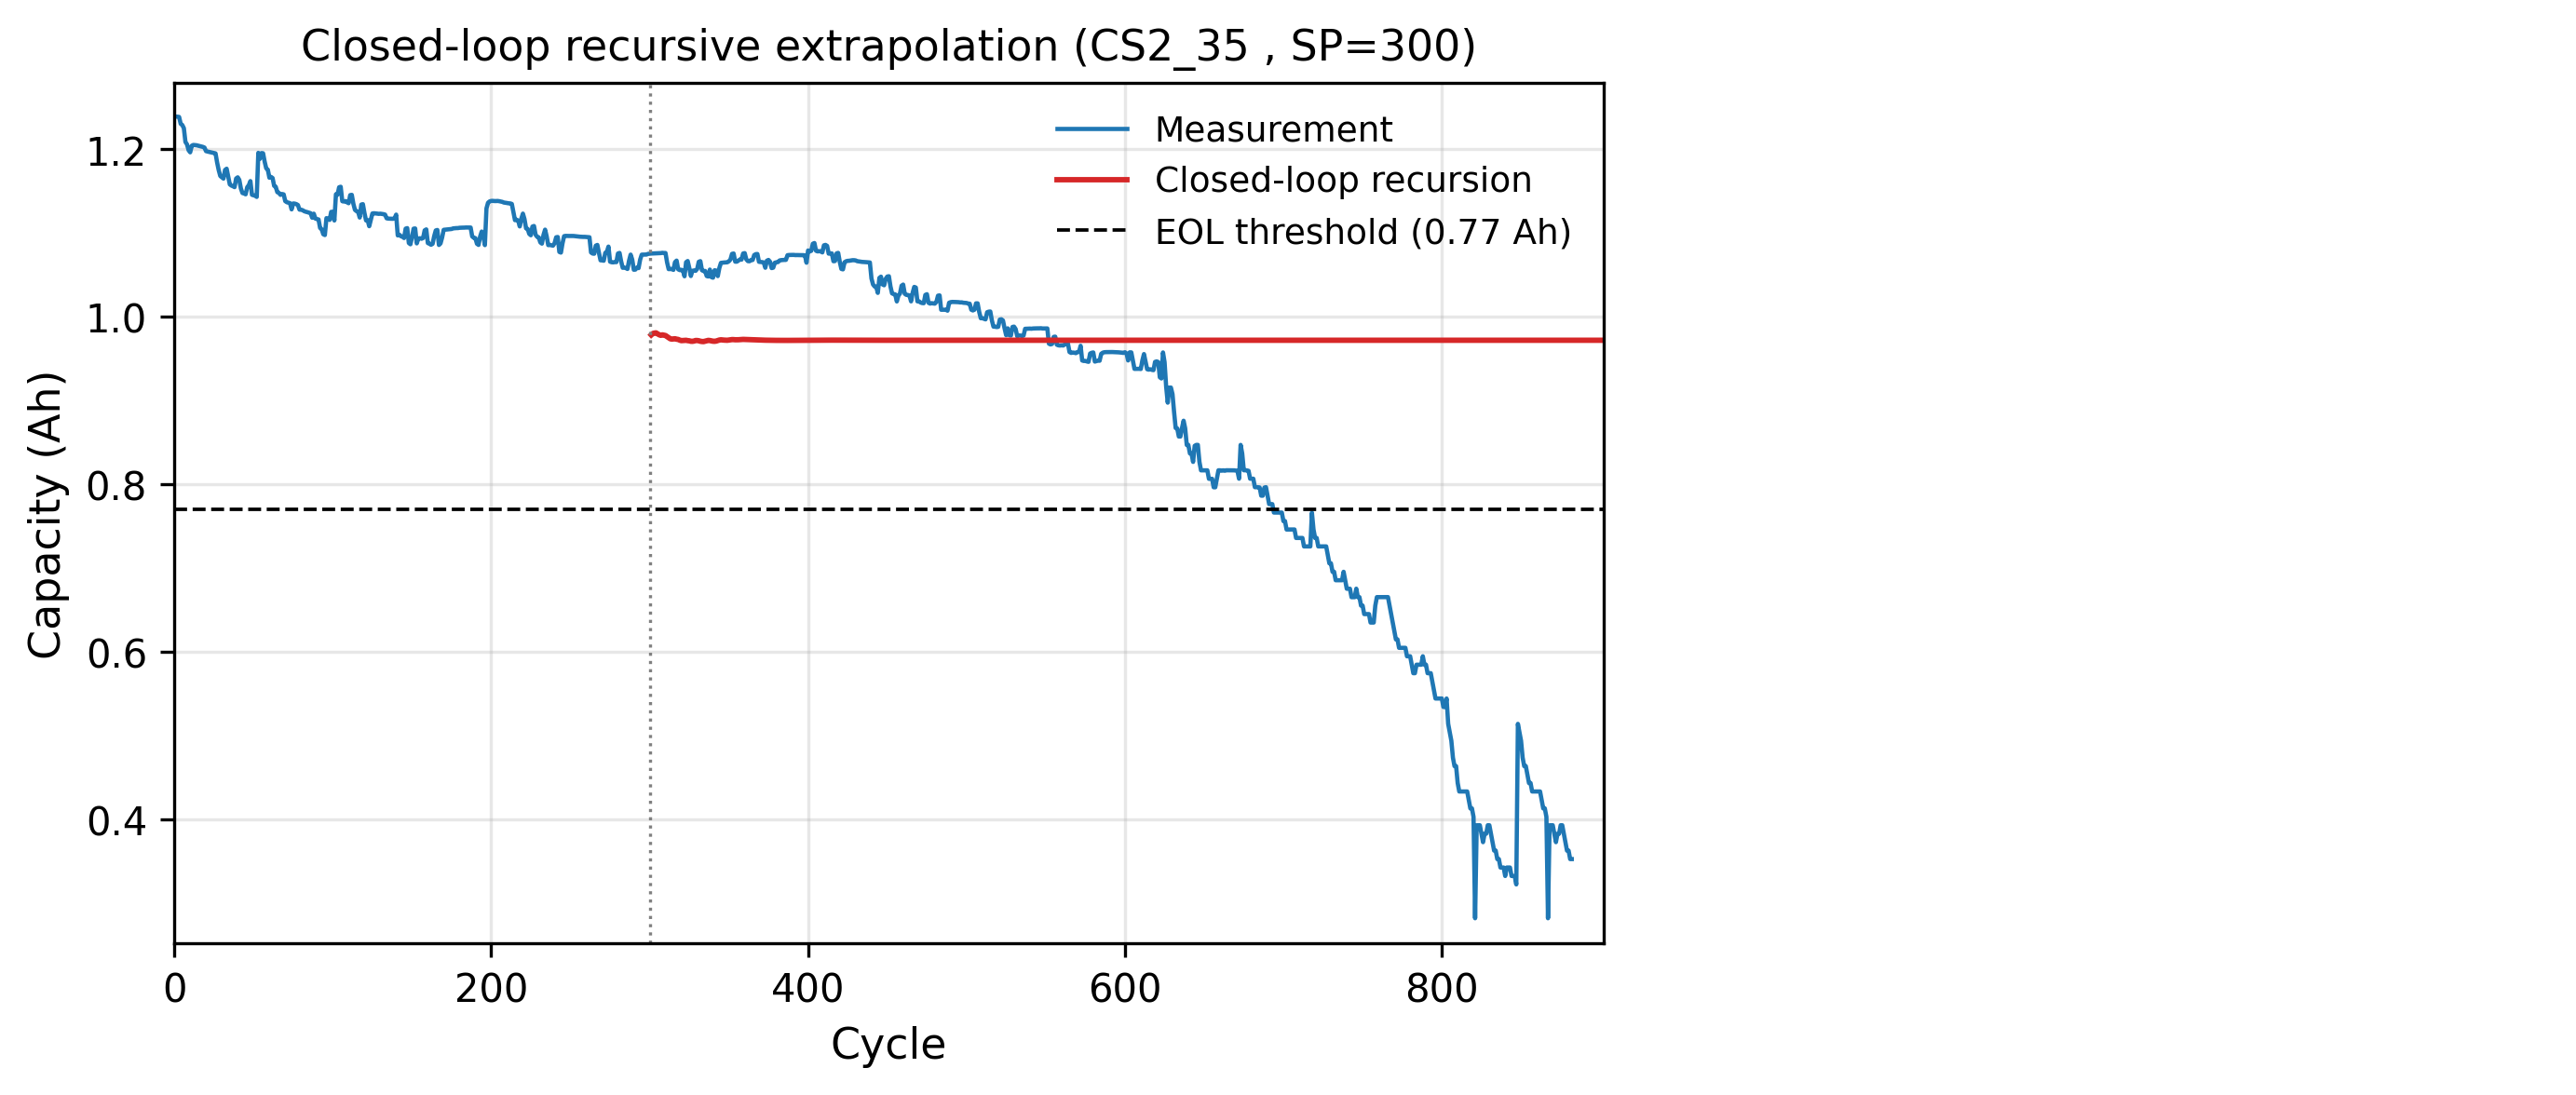 Closed-loop recursive extrapolation (CS2_35 , SP=300)
Measurement
Closed-loop recursion
EOL threshold (0.77 Ah)
Capacity (Ah)
1.2
1.0
0.8
0.6
0.4
0 200 400 600 800
Cycle